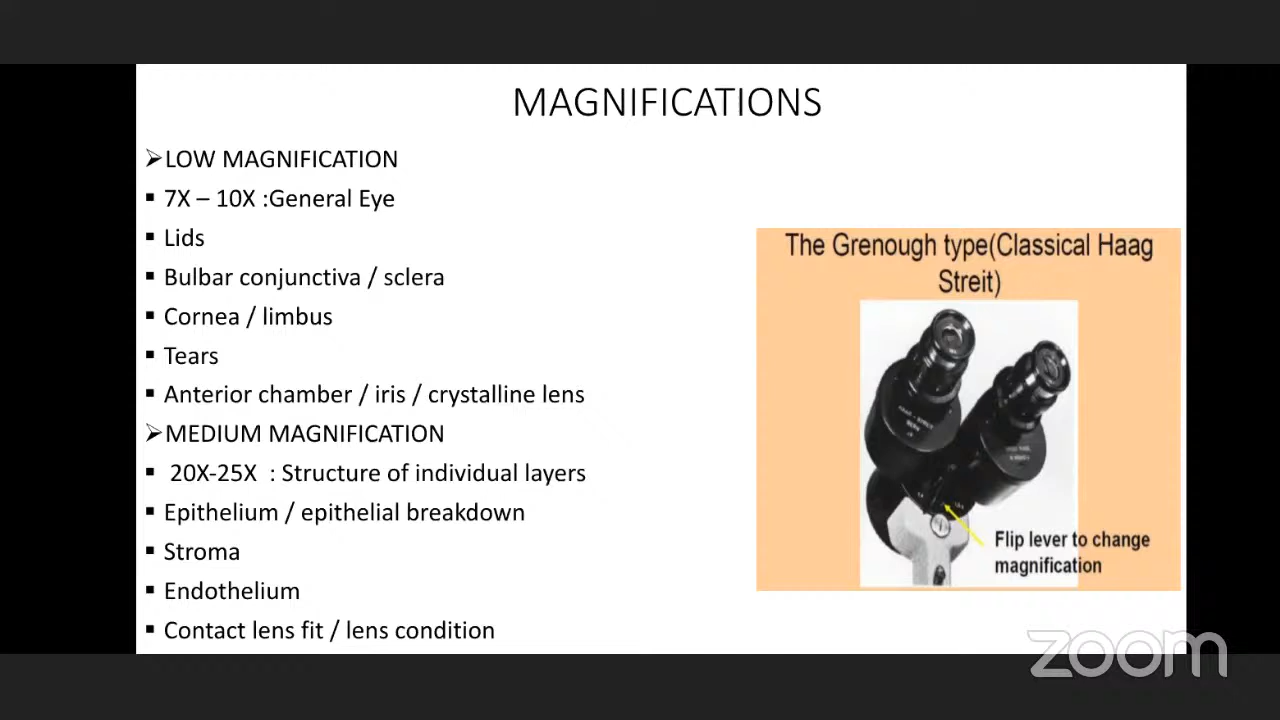 MAGNIFICATIONS
➢LOW MAGNIFICATION
▪ 7X – 10X :General Eye
▪ Lids
▪ Bulbar conjunctiva / sclera
▪ Cornea / limbus
▪ Tears
▪ Anterior chamber / iris / crystalline lens
➢MEDIUM MAGNIFICATION
▪ 20X-25X : Structure of individual layers
▪ Epithelium / epithelial breakdown
▪ Stroma
▪ Endothelium
▪ Contact lens fit / lens condition
The Grenough type(Classical Haag
Streit)
Flip lever to change
magnification
zoom